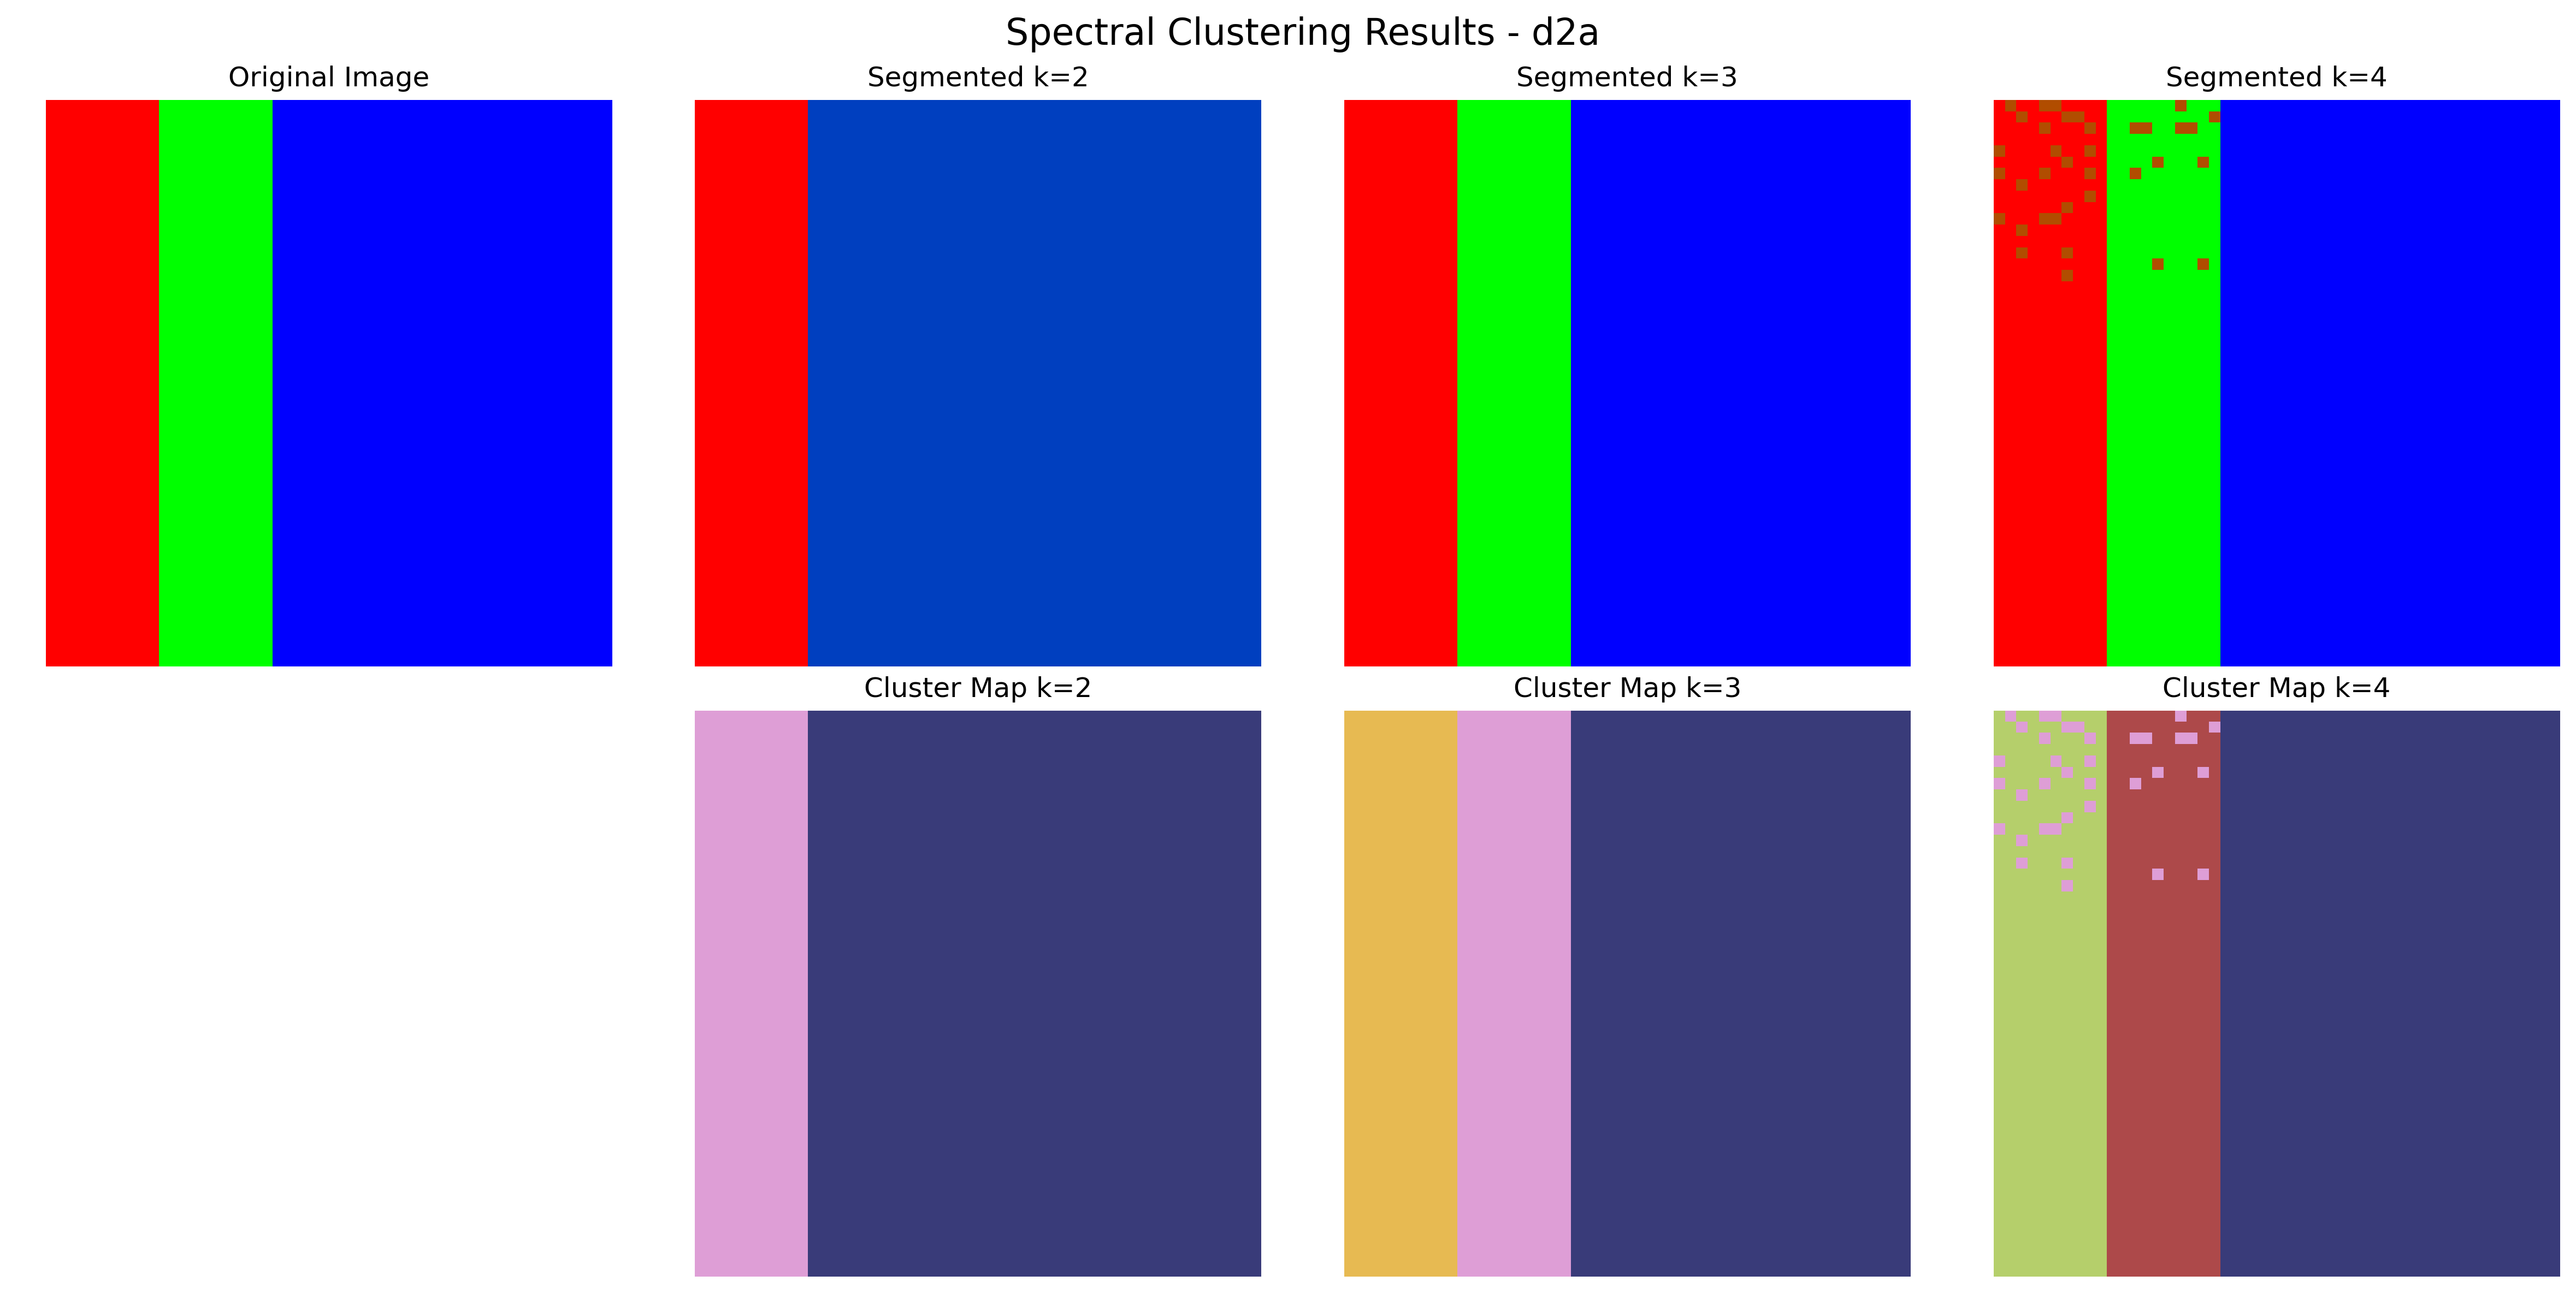 Spectral Clustering Results - d2a
Original Image
Segmented k=2
Segmented k=3
Segmented k=4
Cluster Map k=2
Cluster Map k=3
Cluster Map k=4